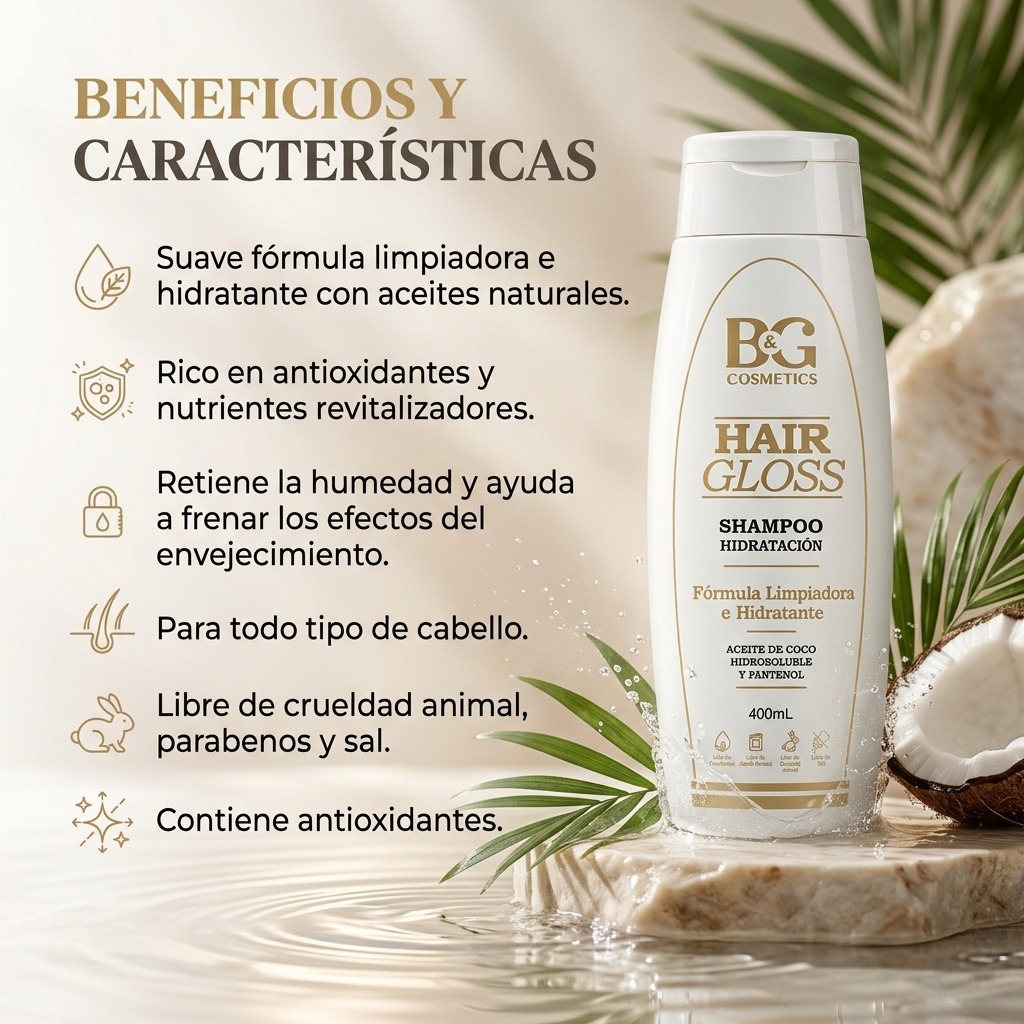 BENEFICIOS Y
CARACTERÍSTICAS
Suave fórmula limpiadora e
hidratante con aceites naturales.
Rico en antioxidantes y
nutrientes revitalizadores.
Retiene la humedad y ayuda
a frenar los efectos del
envejecimiento.
Para todo tipo de cabello.
Libre de crueldad animal,
parabenos y sal.
Contiene antioxidantes.
B&G
COSMETICS
HAIR
GLOSS
SHAMPOO
HIDRATACIÓN
Fórmula Limpiadora
e Hidratante
ACEITE DE COCO
HIDROSOLUBLE
Y PANTENOL
400mL